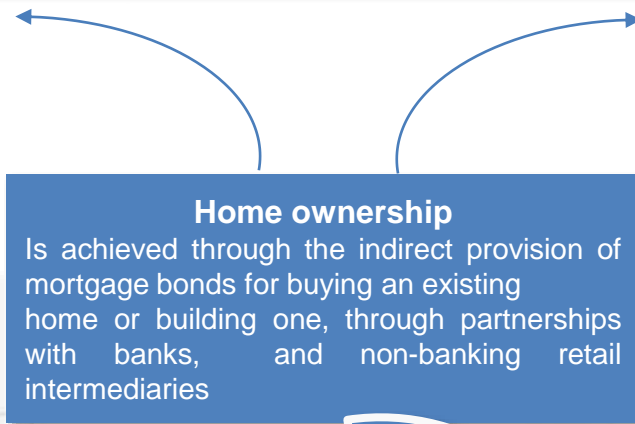 Home ownership
Is achieved through the indirect provision of
mortgage bonds for buying an existing
home or building one, through partnerships
with banks, and non-banking retail
intermediaries